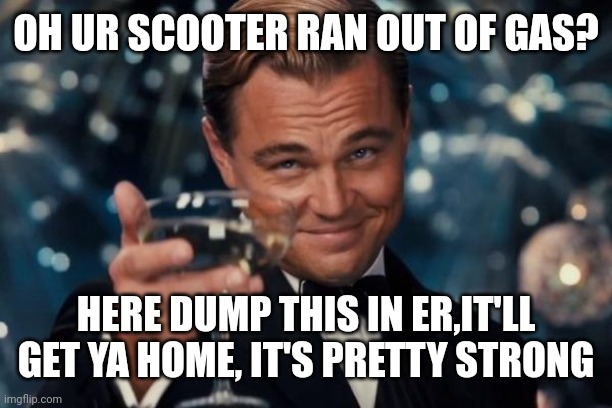 OH UR SCOOTER RAN OUT OF GAS?
HERE DUMP THIS IN ER,IT'LL
GET YA HOME, IT'S PRETTY STRONG
imgflip.com